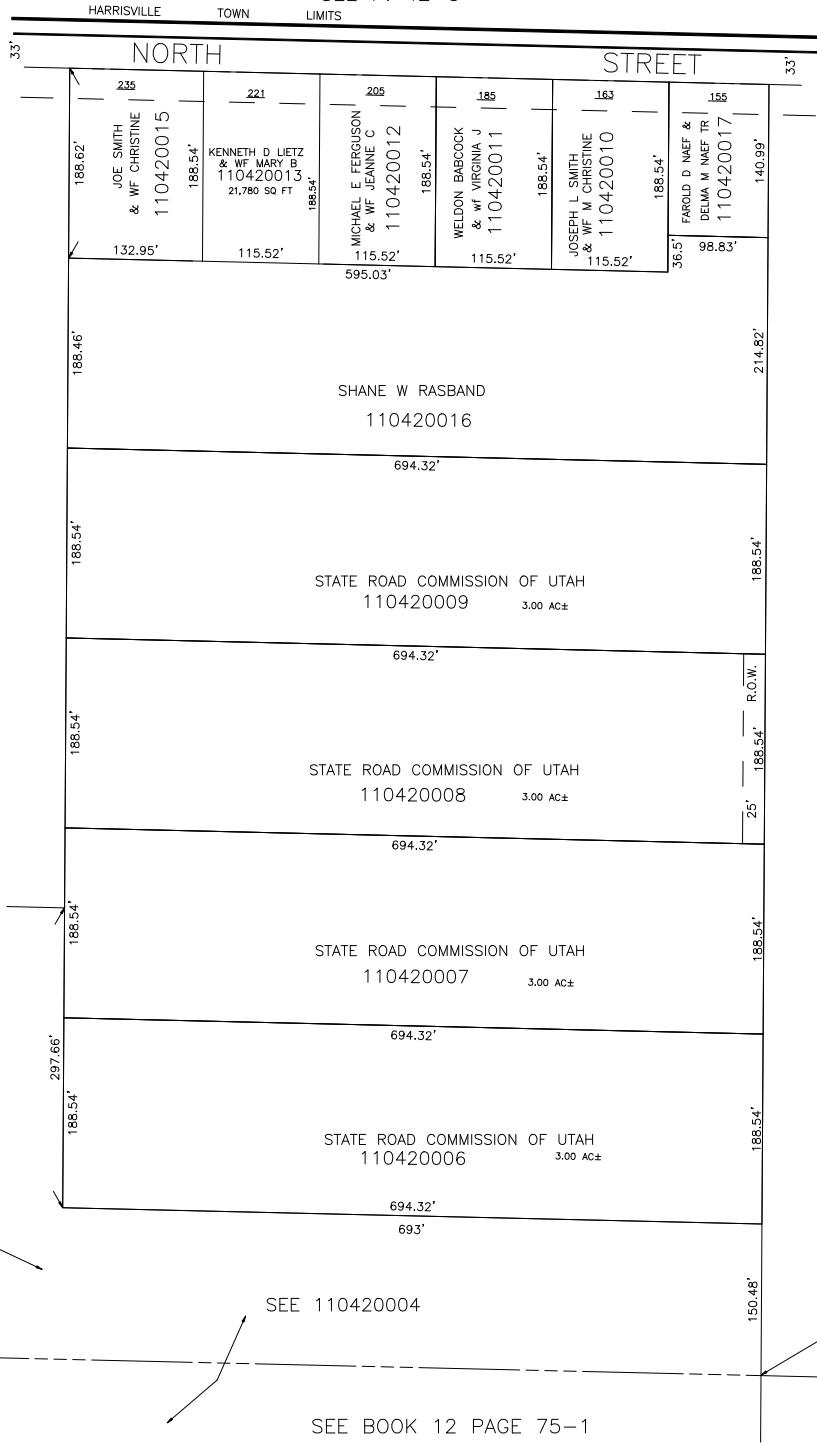 HARRISVILLE TOWN LIMITS
33'
NORTH STREET
33'
235
221
205
185
163
155
188.62'
JOE SMITH
& WF CHRISTINE
110420015
188.54'
KENNETH D LIETZ
& WF MARY B
110420013
21,780 SQ FT
188.54'
MICHAEL E FERGUSON
& WF JEANNE C
110420012
188.54'
WELDON BABCOCK
& wf VIRGINIA J
110420011
188.54'
JOSEPH L SMITH
& WF M CHRISTINE
110420010
188.54'
FAROLD D NAEF &
DELMA M NAEF TR
110420017
140.99'
132.95'
115.52'
115.52'
115.52'
115.52'
36.5'
98.83'
595.03'
188.46'
214.82'
SHANE W RASBAND
110420016
694.32'
188.54'
188.54'
STATE ROAD COMMISSION OF UTAH
110420009 3.00 AC±
694.32'
188.54'
R.O.W.
188.54'
25'
STATE ROAD COMMISSION OF UTAH
110420008 3.00 AC±
694.32'
188.54'
188.54'
STATE ROAD COMMISSION OF UTAH
110420007 3.00 AC±
694.32'
297.66'
188.54'
188.54'
STATE ROAD COMMISSION OF UTAH
110420006 3.00 AC±
694.32'
693'
150.48'
SEE 110420004
SEE BOOK 12 PAGE 75-1